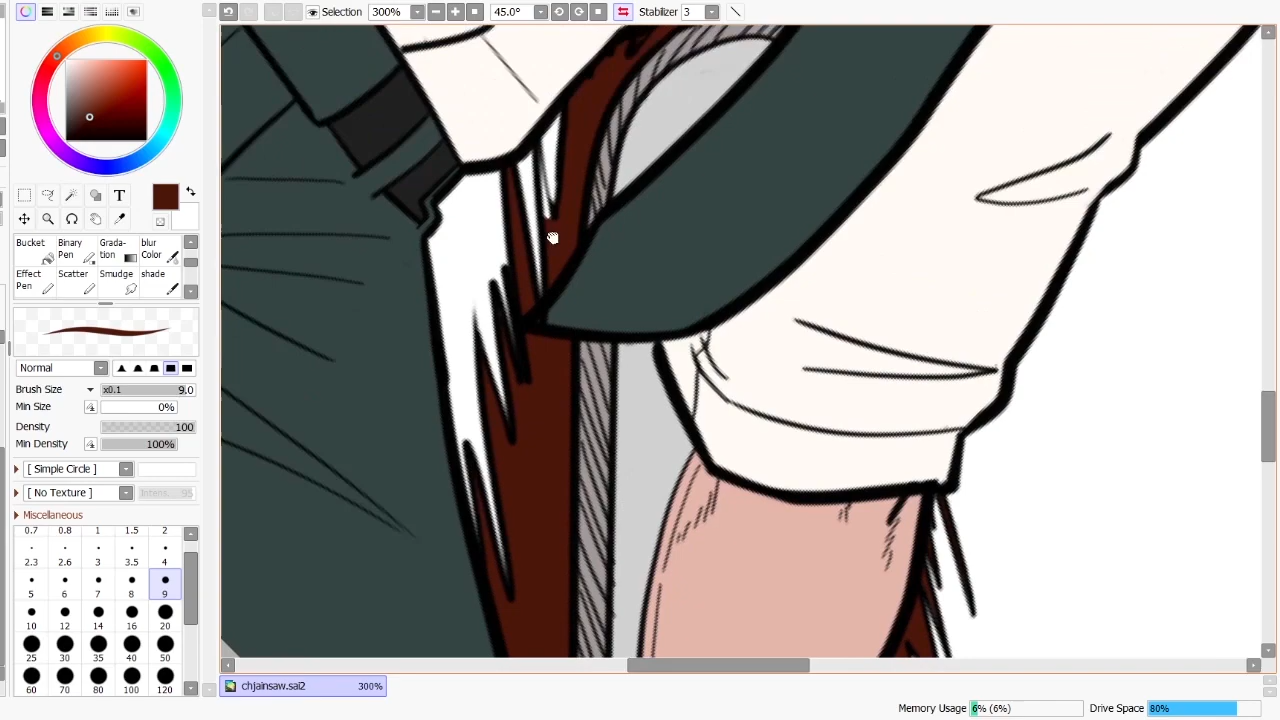 Selection 300% 45.0° Stabilizer 3
T
Bucket Binary Pen Grada-tion blur Color
Effect Pen Scatter Smudge shade
Normal
Brush Size x0.1 9.0
Min Size 0%
Density 100
Min Density 100%
[ Simple Circle ]
[ No Texture ] Intens. 95
Miscellaneous
0.7 0.8 1 1.5 2
2.3 2.6 3 3.5 4
5 6 7 8 9
10 12 14 16 20
25 30 35 40 50
60 70 80 100 120
chjainsaw.sai2 300%
Memory Usage 6% (6%) Drive Space 80%